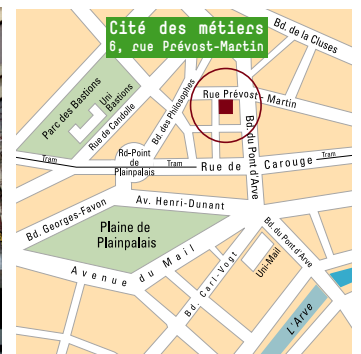 Cité des métiers
6, rue Prévost-Martin
Bd. de la Cluses
Parc des Bastions
Uni
Bastions
Rue de Candolle
Bd. des Philosophes
Rue Prévost - Martin
Bd du Pont d'Arve
Tram
Rd-Point
de
Plainpalais
Tram
Rue de Carouge
Tram
Bd. Georges-Favon
Av. Henri-Dunant
Plaine de
Plainpalais
Avenue du Mail
Bd. Carl-Vogt
Uni-Mail
Bd. du Pont d'Arve
L'Arve